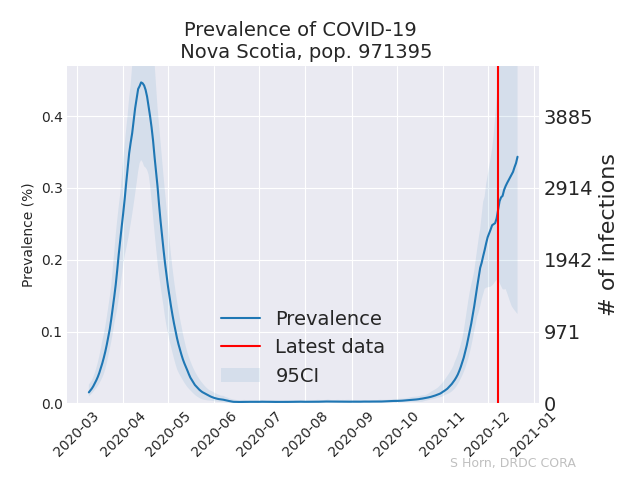 Prevalence of COVID-19
Nova Scotia, pop. 971395
Prevalence (%)
0.4
0.3
0.2
0.1
0.0
3885
2914
1942
971
0
# of infections
Prevalence
Latest data
95CI
2020-03
2020-04
2020-05
2020-06
2020-07
2020-08
2020-09
2020-10
2020-11
2020-12
2021-01
S Horn, DRDC CORA